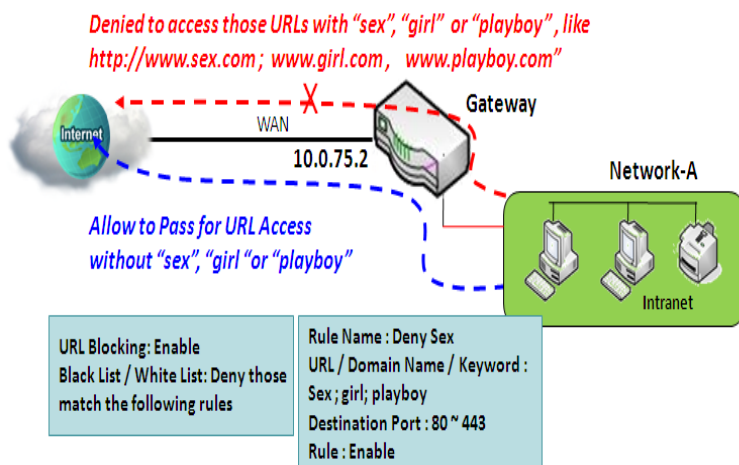 Denied to access those URLs with “sex”, “girl” or “playboy” , like
http://www.sex.com ; www.girl.com , www.playboy.com”
Gateway
Internet
WAN
10.0.75.2
Network-A
Allow to Pass for URL Access
without “sex”, “girl “or “playboy”
Intranet
URL Blocking: Enable
Black List / White List: Deny those
match the following rules
Rule Name : Deny Sex
URL / Domain Name / Keyword :
Sex ; girl; playboy
Destination Port : 80 ~ 443
Rule : Enable